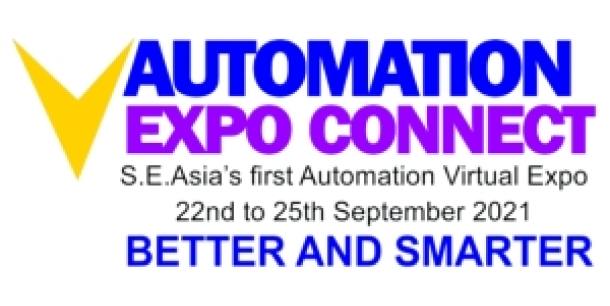 AUTOMATION
EXPO CONNECT
S.E.Asia's first Automation Virtual Expo
22nd to 25th September 2021
BETTER AND SMARTER